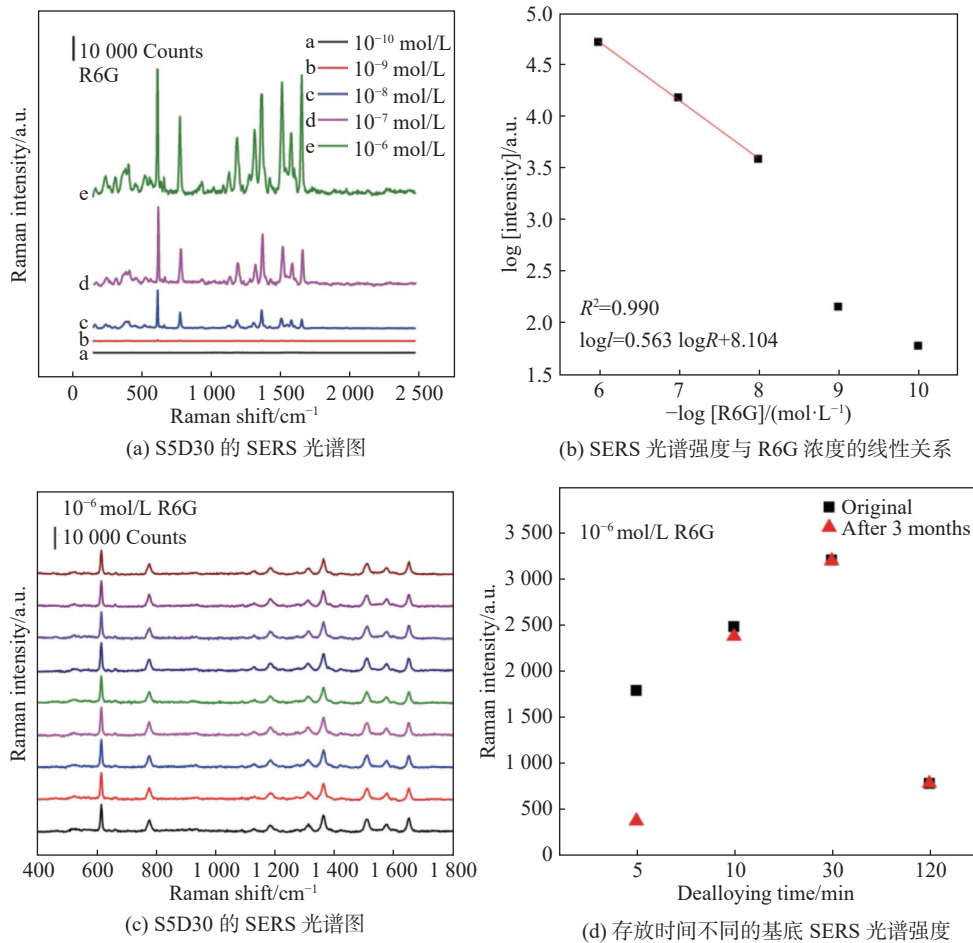 10 000 Counts
R6G
a 10⁻¹⁰ mol/L
b 10⁻⁹ mol/L
c 10⁻⁸ mol/L
d 10⁻⁷ mol/L
e 10⁻⁶ mol/L
e
d
c
b
a
Raman intensity/a.u.
0 500 1 000 1 500 2 000 2 500
Raman shift/cm⁻¹
(a) S5D30 的 SERS 光谱图
5.0
4.5
4.0
3.5
3.0
2.5
2.0
1.5
log [intensity]/a.u.
R²=0.990
logI=0.563 logR+8.104
6 7 8 9 10
−log [R6G]/(mol·L⁻¹)
(b) SERS 光谱强度与 R6G 浓度的线性关系
10⁻⁶ mol/L R6G
10 000 Counts
Raman intensity/a.u.
400 600 800 1 000 1 200 1 400 1 600 1 800
Raman shift/cm⁻¹
(c) S5D30 的 SERS 光谱图
10⁻⁶ mol/L R6G
Original
After 3 months
3 500
3 000
2 500
2 000
1 500
1 000
500
0
Raman intensity/a.u.
5 10 30 120
Dealloying time/min
(d) 存放时间不同的基底 SERS 光谱强度